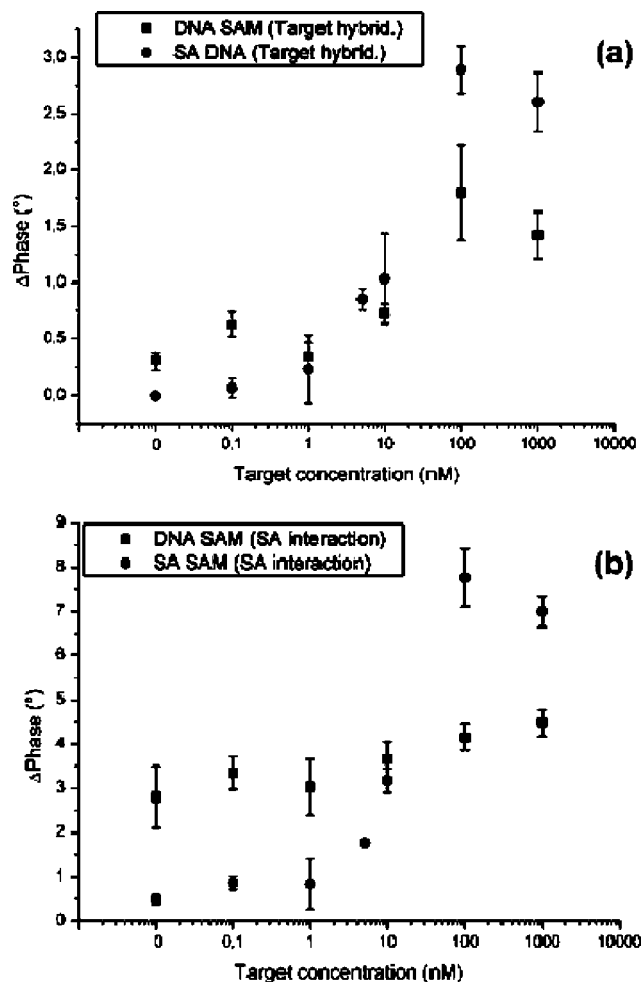 DNA SAM (Target hybrid.)
SA DNA (Target hybrid.)
(a)
3,0
2,5
2,0
1,5
1,0
0,5
0,0
ΔPhase (°)
0 0,1 1 10 100 1000 10000
Target concentration (nM)
DNA SAM (SA interaction)
SA SAM (SA interaction)
(b)
9
8
7
6
5
4
3
2
1
0
ΔPhase (°)
0 0,1 1 10 100 1000 10000
Target concentration (nM)